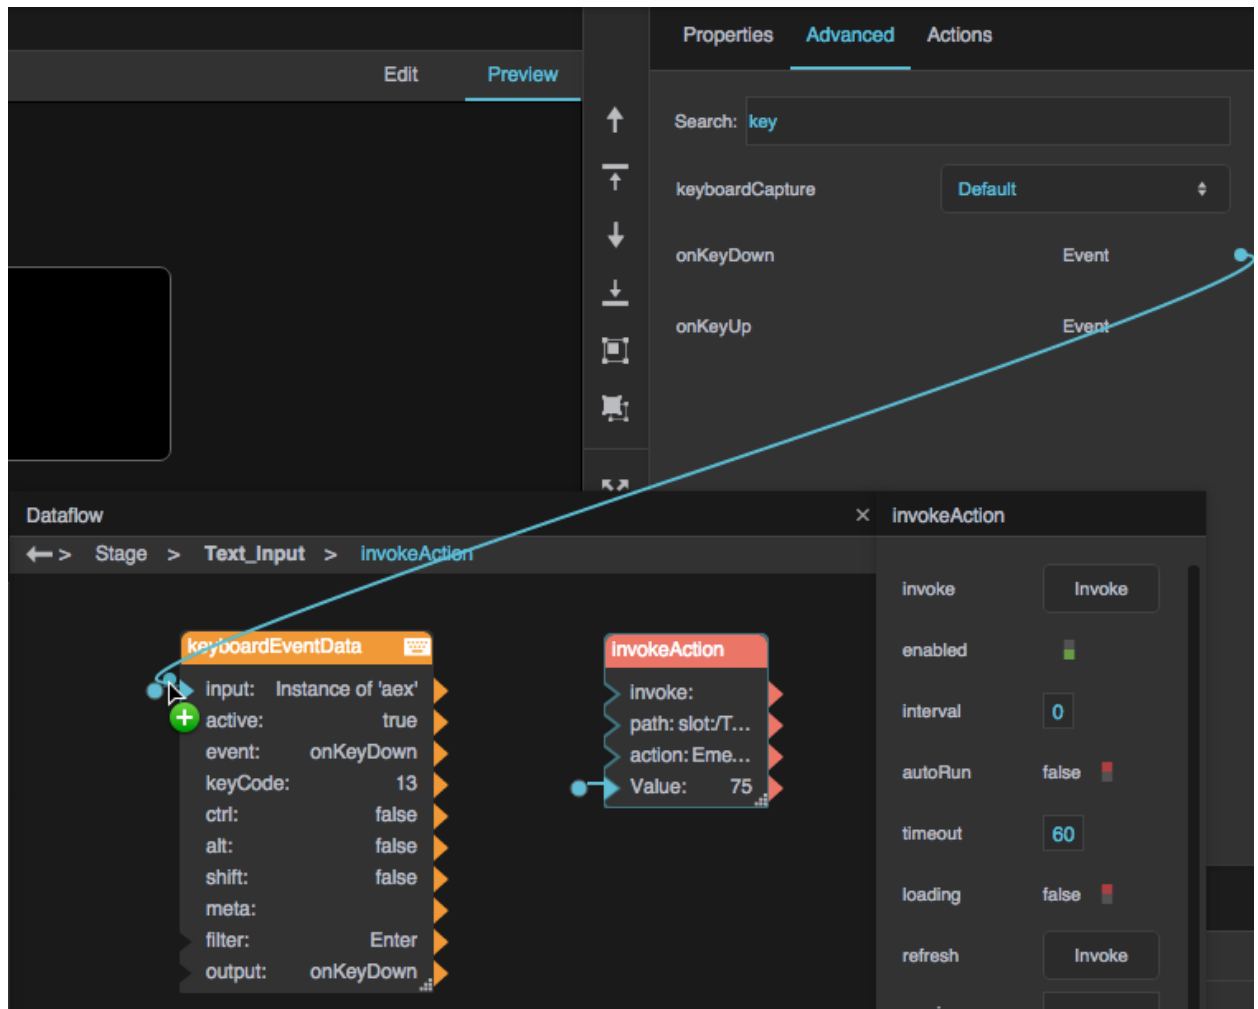 Properties Advanced Actions
Edit Preview
Search: key
keyboardCapture Default
onKeyDown Event
onKeyUp Event
Dataflow × invokeAction
> Stage > Text_Input > invokeAction
keyboardEventData
input: Instance of 'aex'
active: true
event: onKeyDown
keyCode: 13
ctrl: false
alt: false
shift: false
meta:
filter: Enter
output: onKeyDown
invokeAction
invoke:
path: slot:/T...
action: Eme...
Value: 75
invoke Invoke
enabled
interval 0
autoRun false
timeout 60
loading false
refresh Invoke